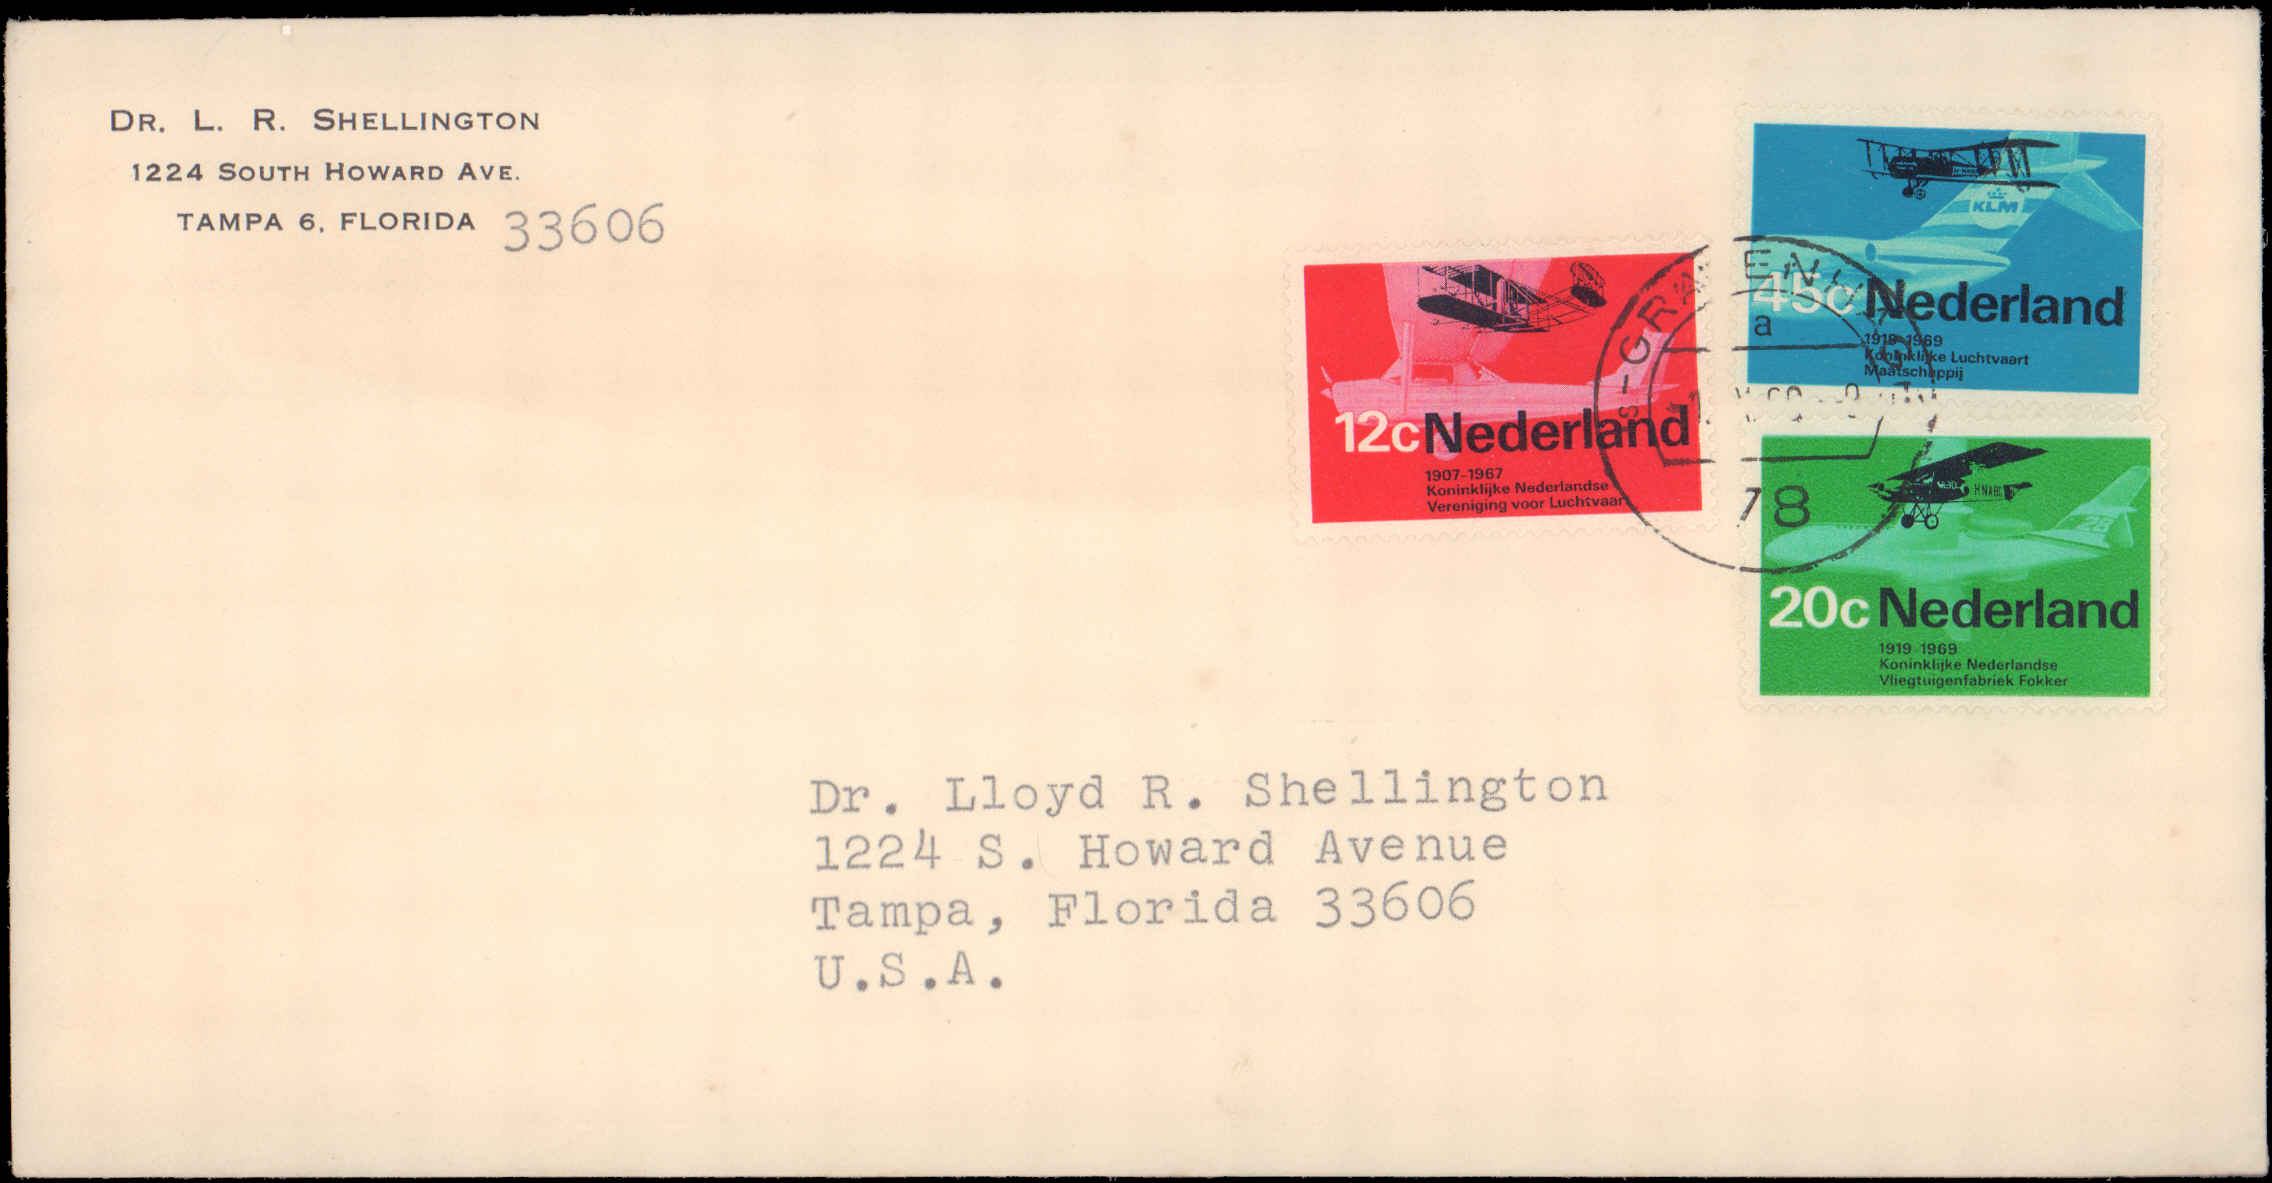 DR. L. R. SHELLINGTON
1224 SOUTH HOWARD AVE.
TAMPA 6, FLORIDA 33606
KLM
45c Nederland
1919-1969
Koninklijke Luchtvaart
Maatschappij
12c Nederland
1907-1967
Koninklijke Nederlandse
Vereniging voor Luchtvaart
a
78
20c Nederland
1919-1969
Koninklijke Nederlandse
Vliegtuigenfabriek Fokker
Dr. Lloyd R. Shellington
1224 S. Howard Avenue
Tampa, Florida 33606
U.S.A.